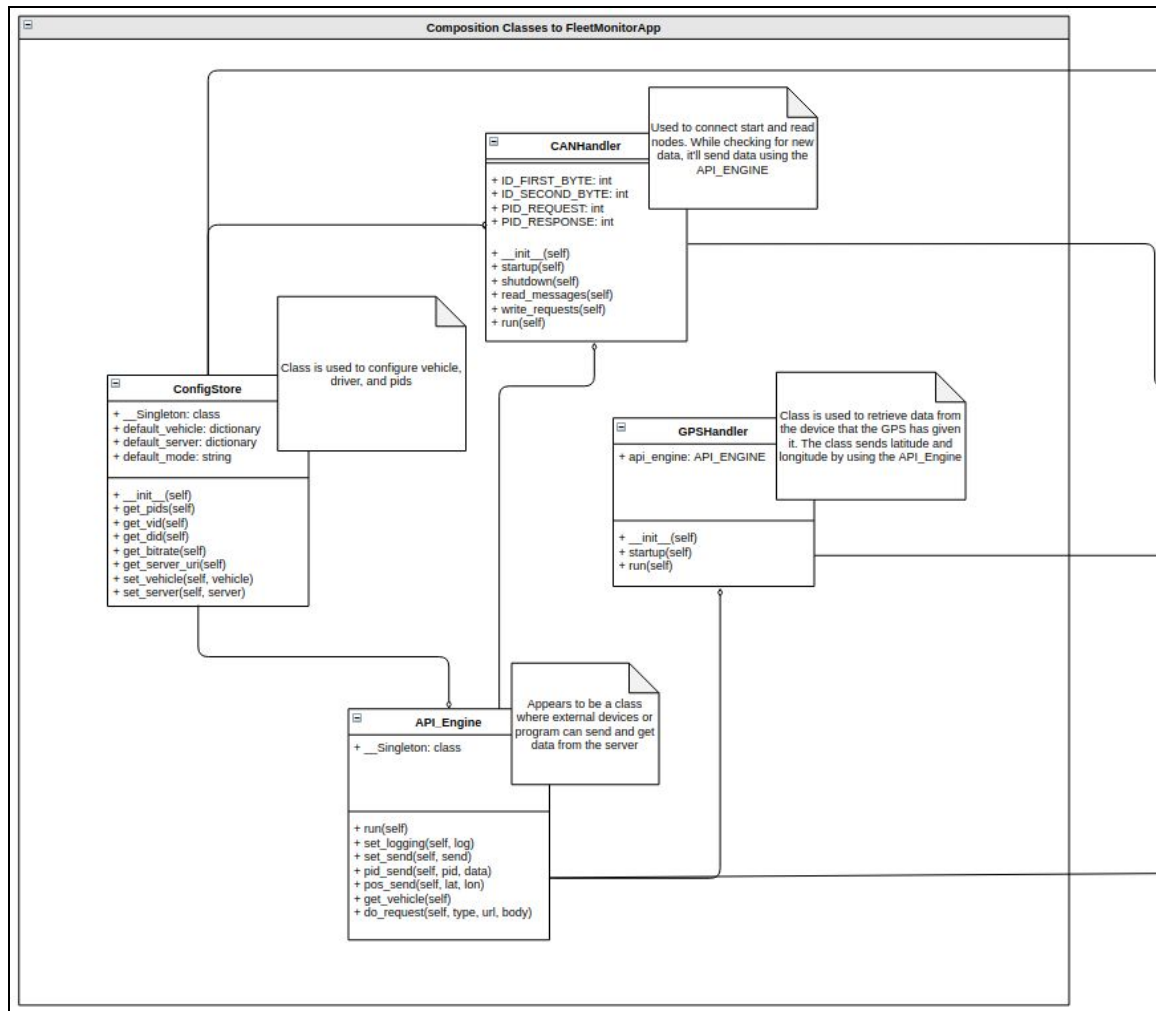 Composition Classes to FleetMonitorApp
CANHandler
+ ID_FIRST_BYTE: int
+ ID_SECOND_BYTE: int
+ PID_REQUEST: int
+ PID_RESPONSE: int
+ __init__(self)
+ startup(self)
+ shutdown(self)
+ read_messages(self)
+ write_requests(self)
+ run(self)
Used to connect start and read
nodes. While checking for new
data, it'll send data using the
API_ENGINE
Class is used to configure vehicle,
driver, and pids
ConfigStore
+ __Singleton: class
+ default_vehicle: dictionary
+ default_server: dictionary
+ default_mode: string
+ __init__(self)
+ get_pids(self)
+ get_vid(self)
+ get_did(self)
+ get_bitrate(self)
+ get_server_uri(self)
+ set_vehicle(self, vehicle)
+ set_server(self, server)
GPSHandler
+ api_engine: API_ENGINE
+ __init__(self)
+ startup(self)
+ run(self)
Class is used to retrieve data from
the device that the GPS has given
it. The class sends latitude and
longitude by using the API_Engine
API_Engine
+ __Singleton: class
+ run(self)
+ set_logging(self, log)
+ set_send(self, send)
+ pid_send(self, pid, data)
+ pos_send(self, lat, lon)
+ get_vehicle(self)
+ do_request(self, type, url, body)
Appears to be a class
where external devices or
program can send and get
data from the server